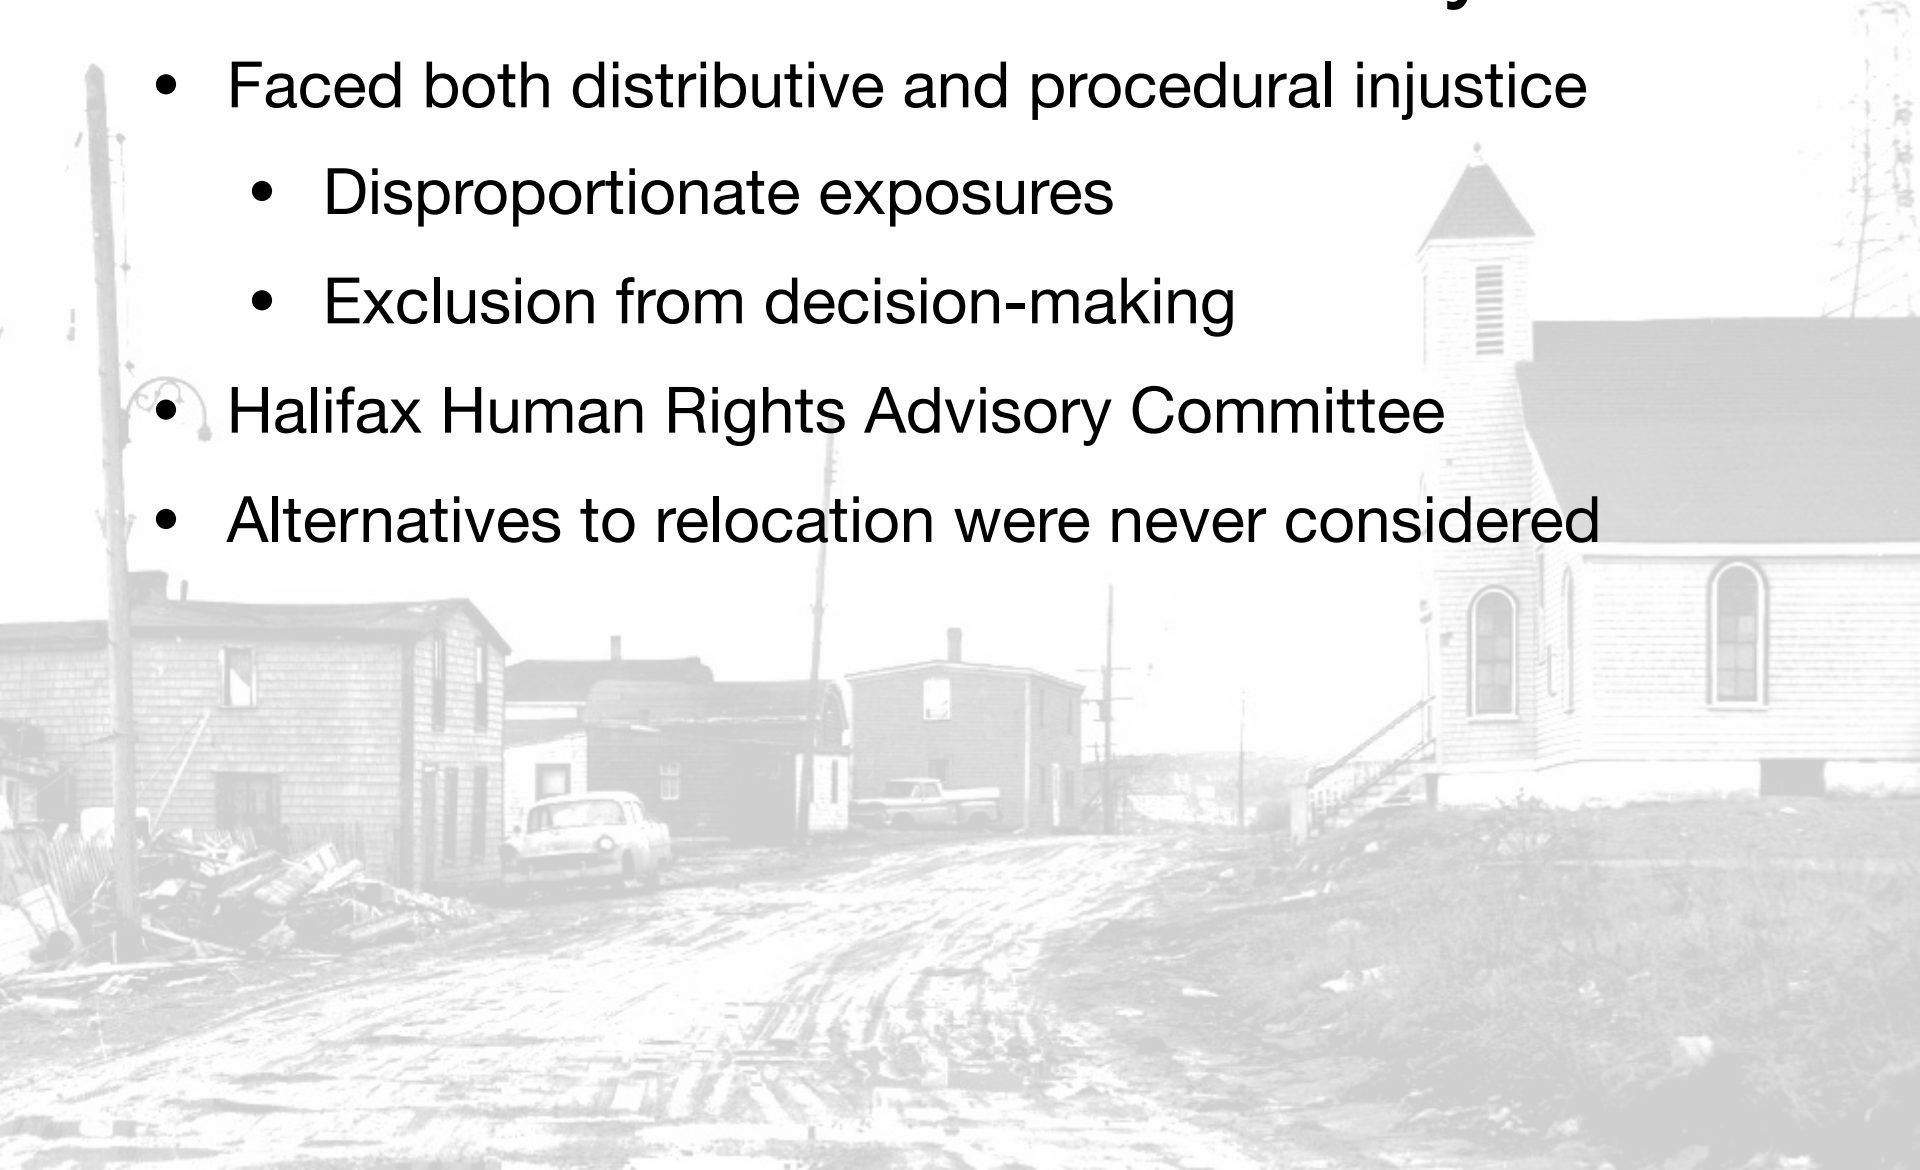 • Faced both distributive and procedural injustice
• Disproportionate exposures
• Exclusion from decision-making
• Halifax Human Rights Advisory Committee
• Alternatives to relocation were never considered